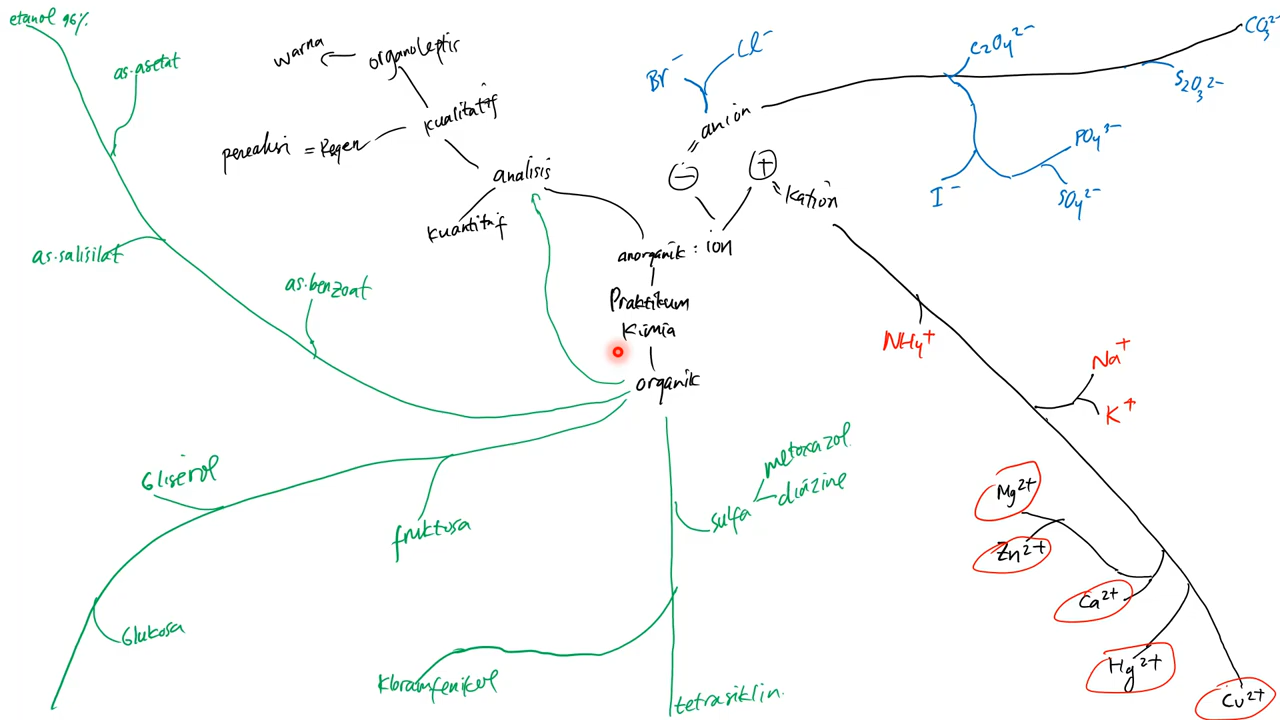 etanol 96%
as.asetat
as.salisilat
as.benzoat
warna
organoleptis
kualitatif
= Regen
analisis
kuantitatif
Br⁻
Cl⁻
anion
=
−
+
= Kation
anorganik : ion
Praktikum
Kimia
organik
C2O4²⁻
CO3²⁻
S2O3²⁻
I⁻
PO4³⁻
SO4²⁻
NH4⁺
Na⁺
K⁺
Mg²⁺
Zn²⁺
Ca²⁺
Hg²⁺
Cu²⁺
Gliserol
fruktosa
Glukosa
sulfa
metoxazol
diazine
Kloramfenikol
tetrasiklin.